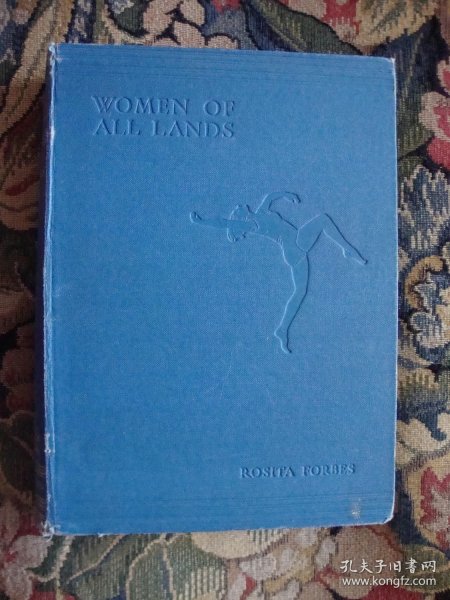 WOMEN OF
ALL LANDS
ROSITA FORBES
孔夫子旧书网
www.kongfz.com